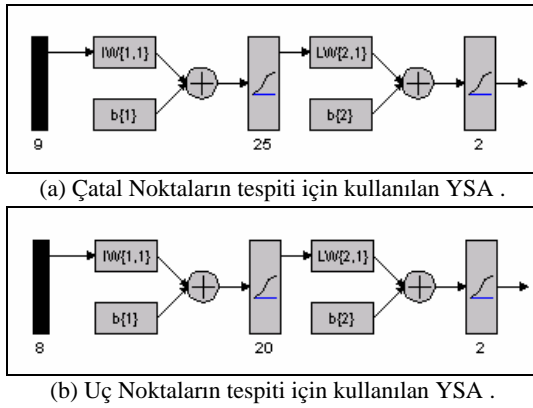 IW{1,1} LW{2,1}
b{1} b{2}
9 25 2
(a) Çatal Noktaların tespiti için kullanılan YSA .
IW{1,1} LW{2,1}
b{1} b{2}
8 20 2
(b) Uç Noktaların tespiti için kullanılan YSA .